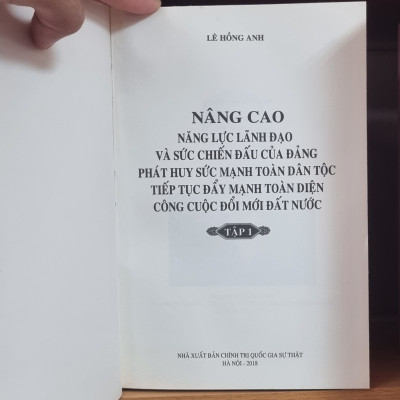 LÊ HỒNG ANH
NÂNG CAO
NĂNG LỰC LÃNH ĐẠO
VÀ SỨC CHIẾN ĐẤU CỦA ĐẢNG
PHÁT HUY SỨC MẠNH TOÀN DÂN TỘC
TIẾP TỤC ĐẨY MẠNH TOÀN DIỆN
CÔNG CUỘC ĐỔI MỚI ĐẤT NƯỚC
TẬP 1
NHÀ XUẤT BẢN CHÍNH TRỊ QUỐC GIA SỰ THẬT
HÀ NỘI - 2018